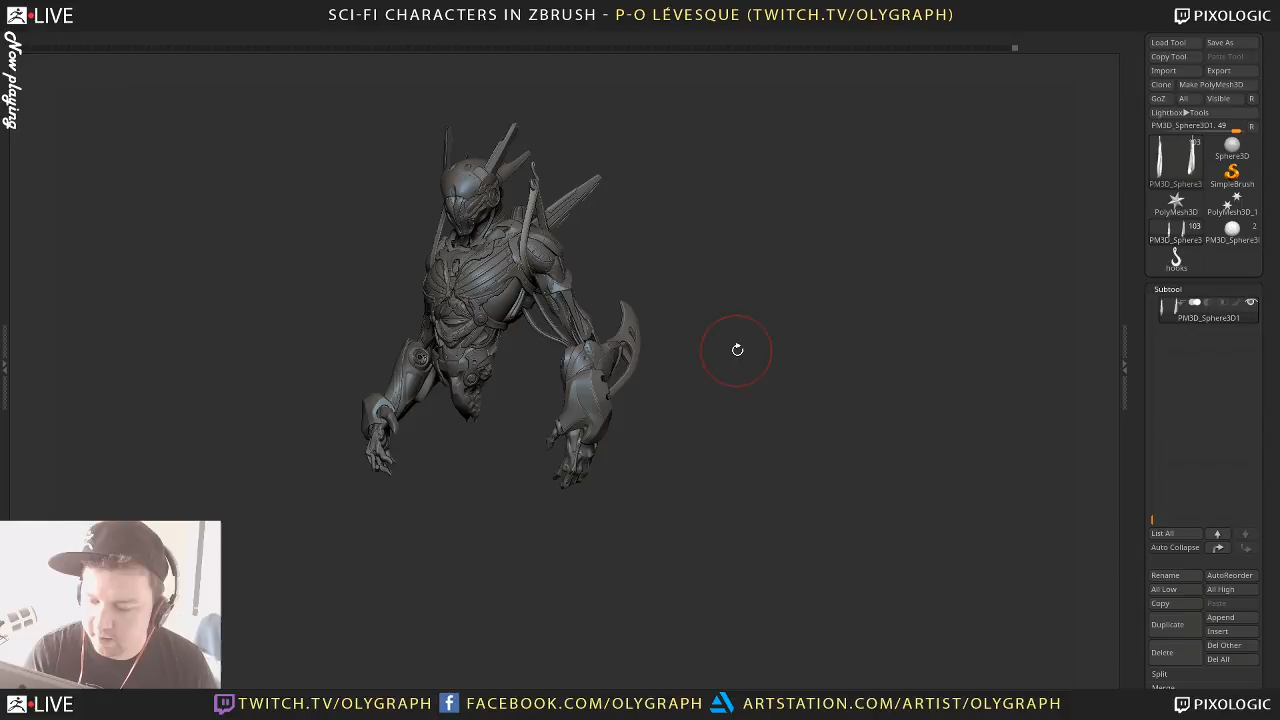 LIVE
SCI-FI CHARACTERS IN ZBRUSH - P-O LÉVESQUE (TWITCH.TV/OLYGRAPH)
PIXOLOGIC
Now playing
Load Tool Save As
Copy Tool Paste Tool
Import Export
Clone Make PolyMesh3D
GoZ All Visible R
Lightbox▶Tools
PM3D_Sphere3D1. 49 R
103
Sphere3D
PM3D_Sphere3 SimpleBrush
PolyMesh3D PolyMesh3D_1
103 2
PM3D_Sphere3 PM3D_Sphere3I
hooks
Subtool
PM3D_Sphere3D1
List All
Auto Collapse
Rename AutoReorder
All Low All High
Copy Paste
Duplicate Append
Insert
Delete Del Other
Del All
Split
Merge
LIVE
TWITCH.TV/OLYGRAPH FACEBOOK.COM/OLYGRAPH ARTSTATION.COM/ARTIST/OLYGRAPH
PIXOLOGIC